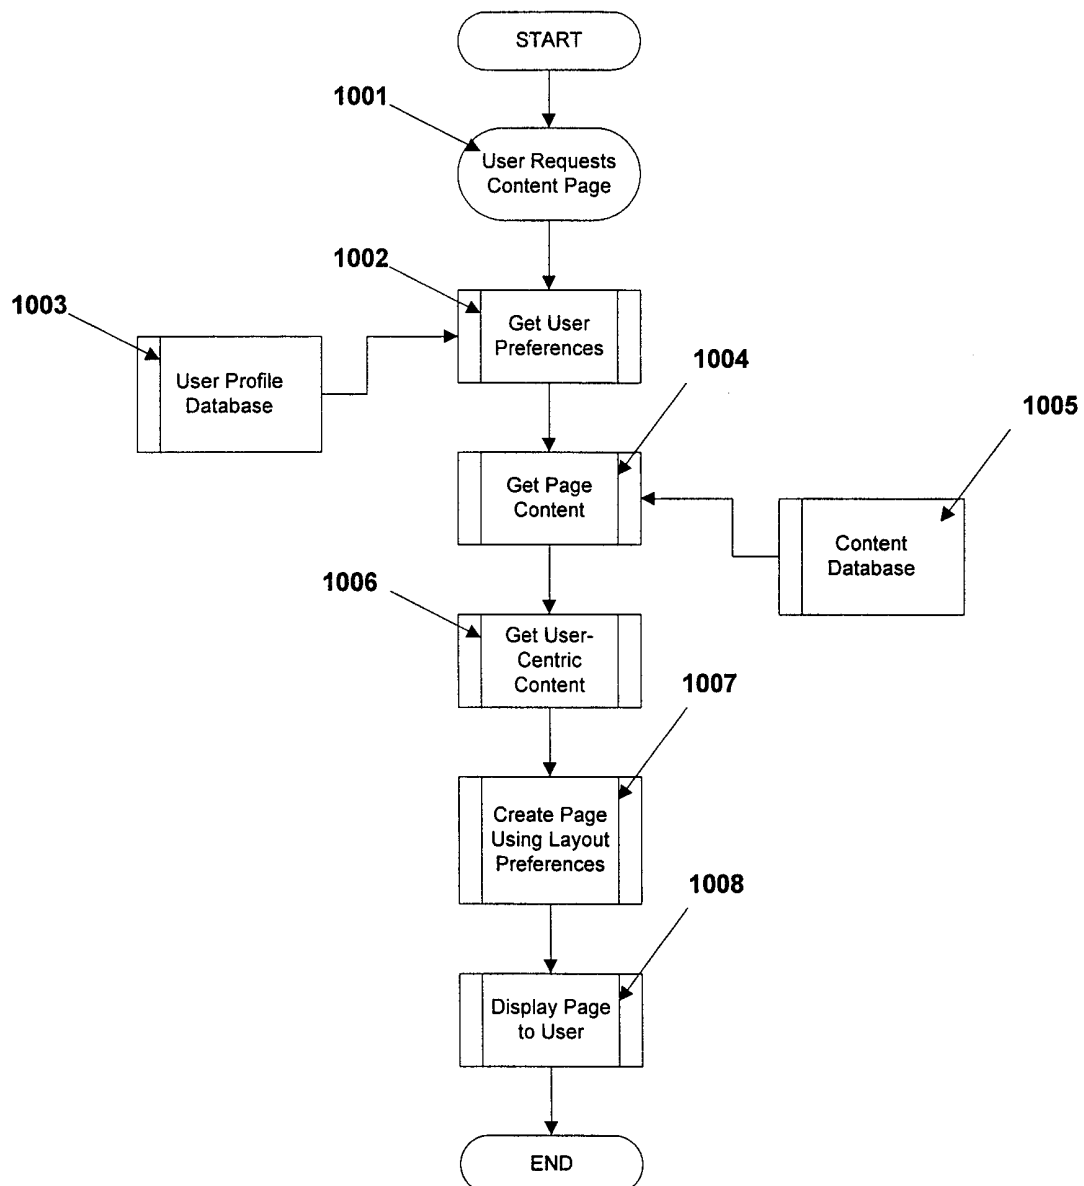 START
1001
User Requests
Content Page
1002
Get User
Preferences
1003
User Profile
Database
1004
Get Page
Content
1005
Content
Database
1006
Get User-
Centric
Content
1007
Create Page
Using Layout
Preferences
1008
Display Page
to User
END